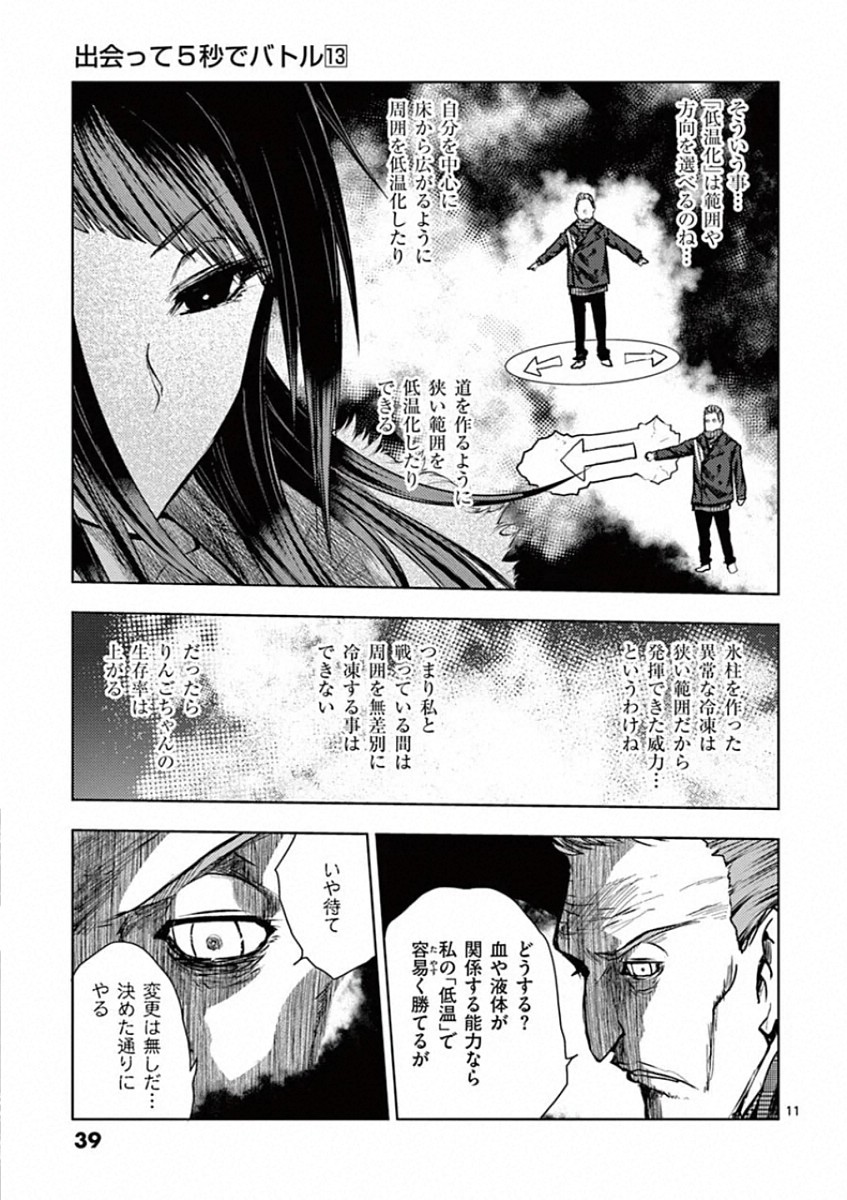 出会って5秒でバトル13
そういう事…
「低温化」は範囲や
方向を選べるのね…
自分を中心に
床から広がるように
周囲を低温化したり
道を作るように
狭い範囲を
低温化したり
できる
氷柱を作った
異常な冷凍は
狭い範囲だから
発揮できた威力…
というわけね
つまり私と
戦っている間は
周囲を無差別に
冷凍する事は
できない
だったら
りんごちゃんの
生存率は
上がる
どうする？
血や液体が
関係する能力なら
私の「低温」で
容易く勝てるが
たやす
いや待て
変更は無しだ…
決めた通りに
やる
11
39